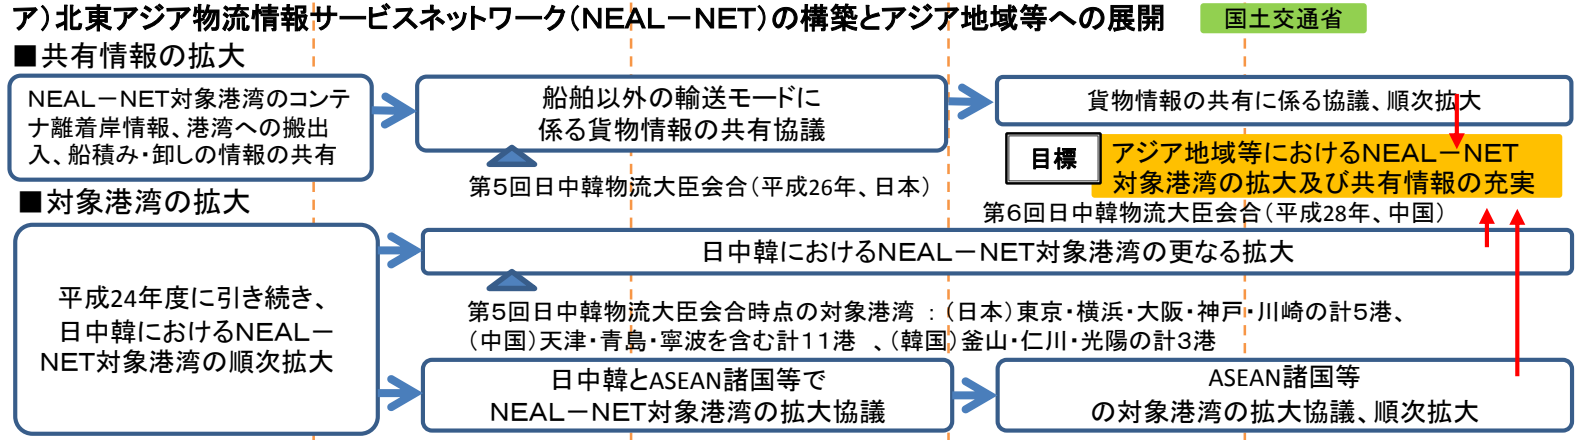 ア）北東アジア物流情報サービスネットワーク（ＮＥＡＬ－ＮＥＴ）の構築とアジア地域等への展開
国土交通省
■共有情報の拡大
ＮＥＡＬ－ＮＥＴ対象港湾のコンテ
ナ離着岸情報、港湾への搬出
入、船積み・卸しの情報の共有
船舶以外の輸送モードに
係る貨物情報の共有協議
貨物情報の共有に係る協議、順次拡大
目標
アジア地域等におけるＮＥＡＬ－ＮＥＴ
対象港湾の拡大及び共有情報の充実
第５回日中韓物流大臣会合（平成26年、日本）
第６回日中韓物流大臣会合（平成28年、中国）
■対象港湾の拡大
平成24年度に引き続き、
日中韓におけるＮＥＡＬ－
ＮＥＴ対象港湾の順次拡大
日中韓におけるＮＥＡＬ－ＮＥＴ対象港湾の更なる拡大
第５回日中韓物流大臣会合時点の対象港湾 ：（日本）東京・横浜・大阪・神戸・川崎の計５港、
（中国）天津・青島・寧波を含む計１１港 、（韓国）釜山・仁川・光陽の計３港
日中韓とASEAN諸国等で
ＮＥＡＬ－ＮＥＴ対象港湾の拡大協議
ASEAN諸国等
の対象港湾の拡大協議、順次拡大